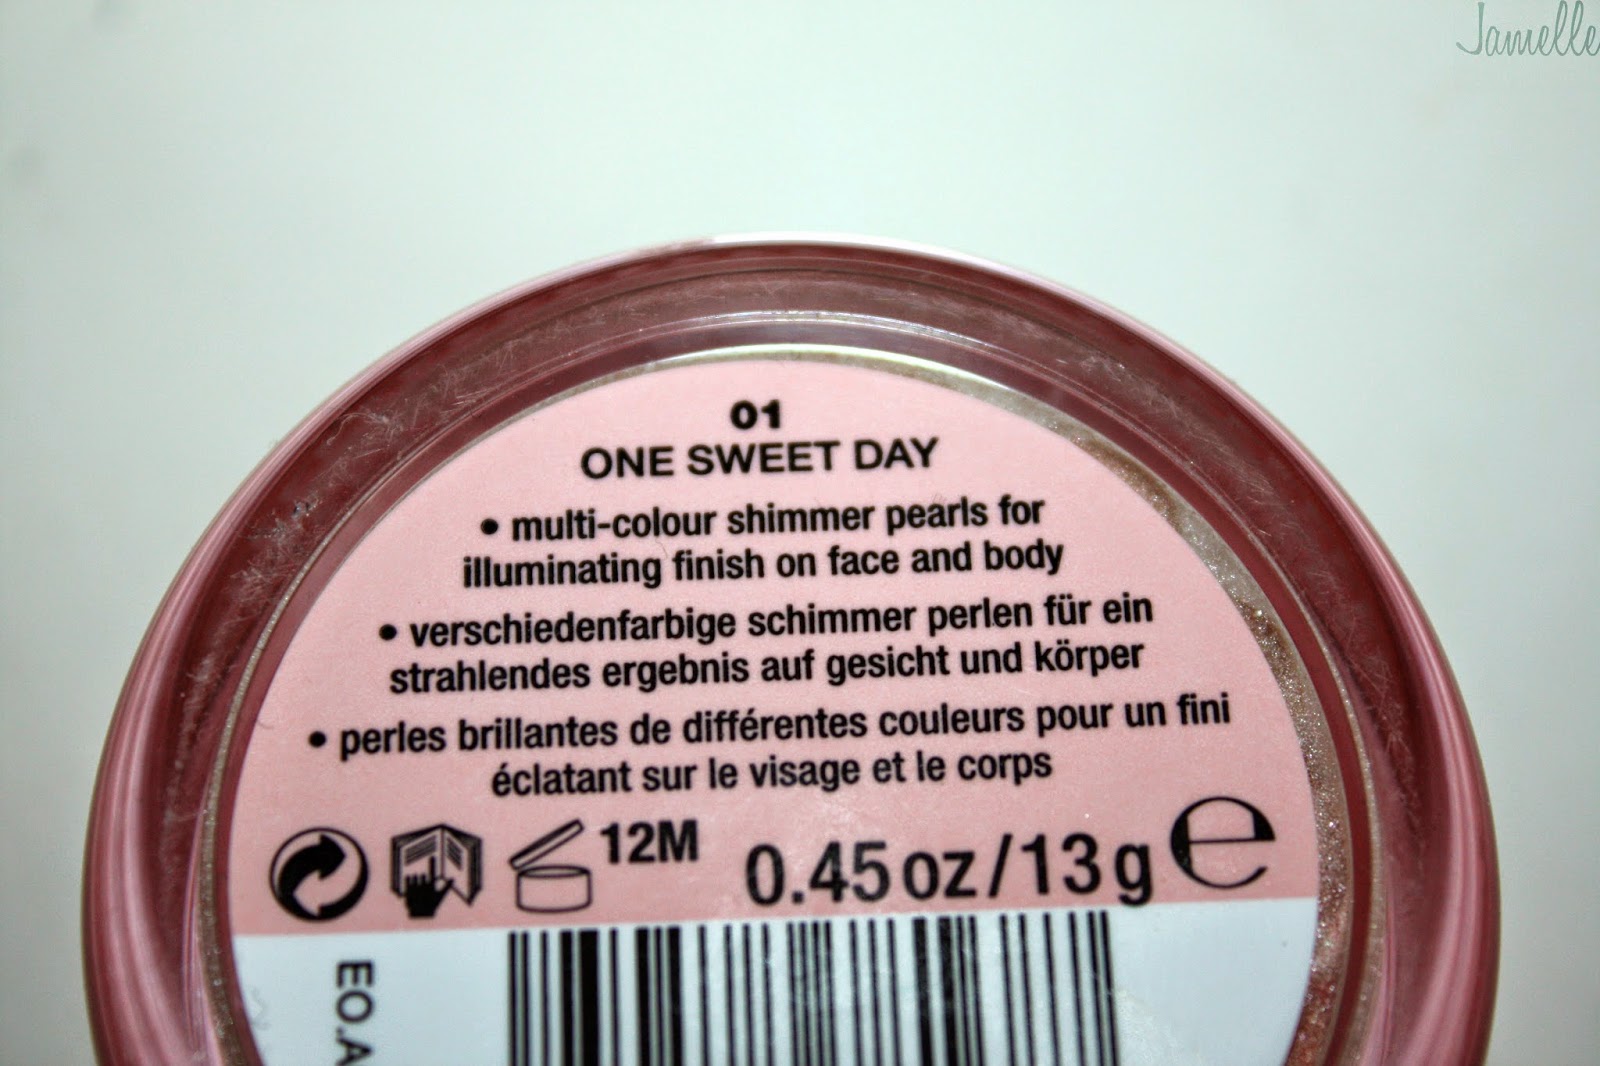 Jamelle
01
ONE SWEET DAY
• multi-colour shimmer pearls for
illuminating finish on face and body
• verschiedenfarbige schimmer perlen für ein
strahlendes ergebnis auf gesicht und körper
• perles brillantes de différentes couleurs pour un fini
éclatant sur le visage et le corps
12M 0.45 oz / 13 g e
EO.A